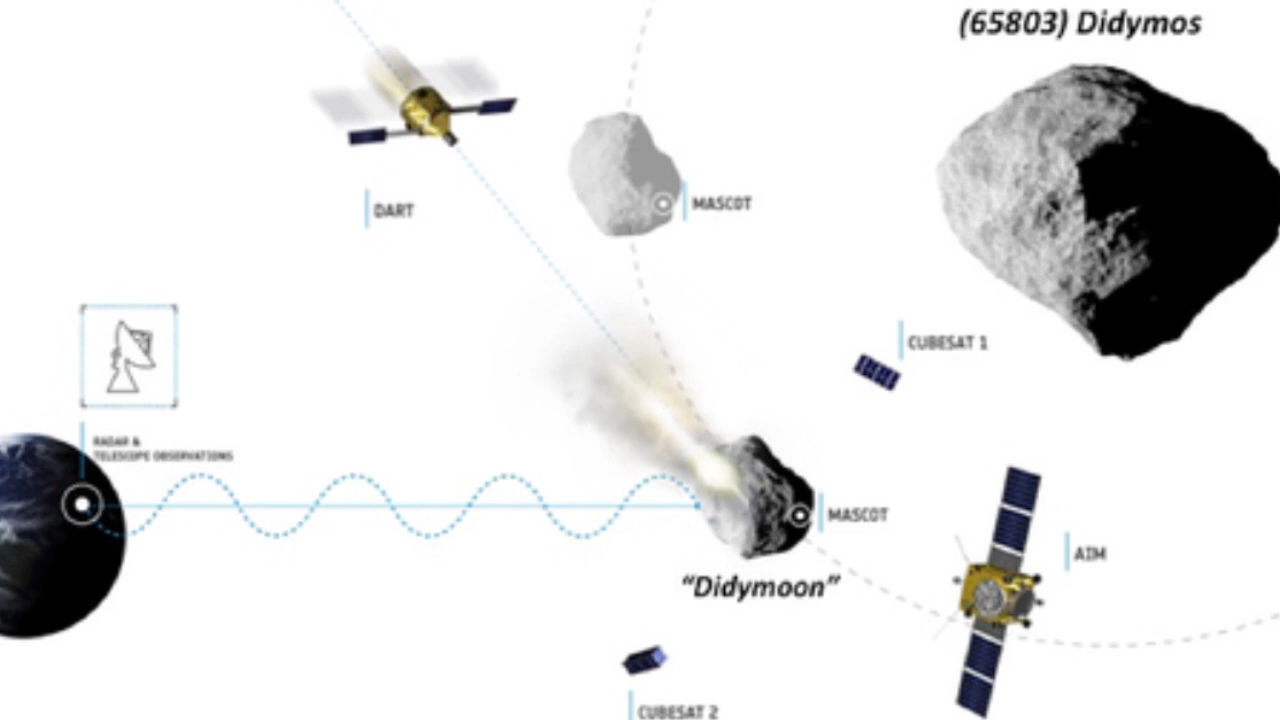 (65803) Didymos
DART
MASCOT
CUBESAT 1
RADAR &
TELESCOPE OBSERVATIONS
MASCOT
AIM
“Didymoon”
CUBESAT 2